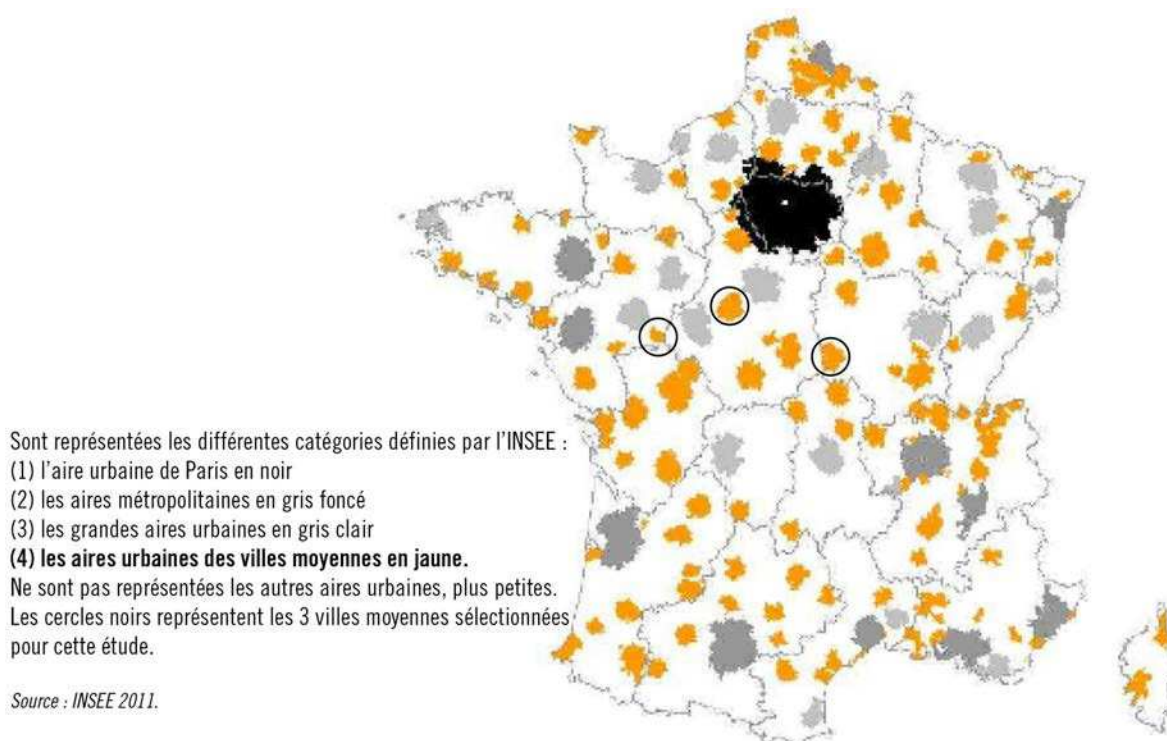 Sont représentées les différentes catégories définies par l'INSEE :
(1) l'aire urbaine de Paris en noir
(2) les aires métropolitaines en gris foncé
(3) les grandes aires urbaines en gris clair
(4) les aires urbaines des villes moyennes en jaune.
Ne sont pas représentées les autres aires urbaines, plus petites.
Les cercles noirs représentent les 3 villes moyennes sélectionnées
pour cette étude.
Source : INSEE 2011.